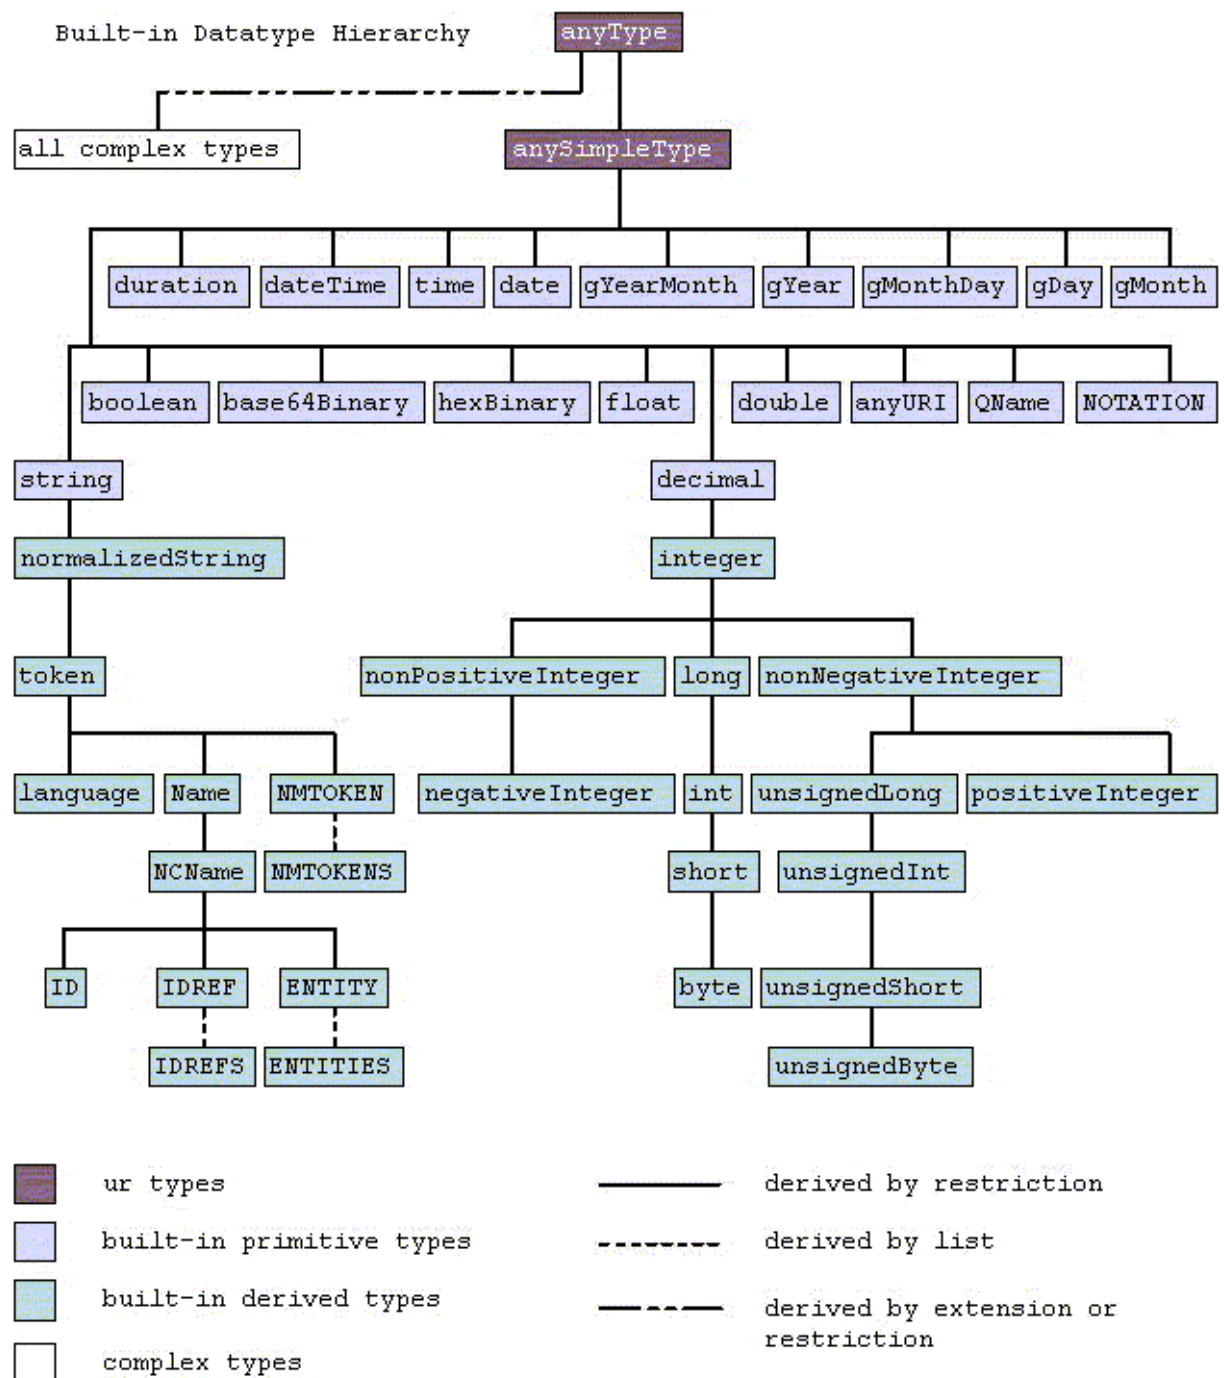 Built-in Datatype Hierarchy
anyType
all complex types
anySimpleType
duration
dateTime
time
date
gYearMonth
gYear
gMonthDay
gDay
gMonth
boolean
base64Binary
hexBinary
float
double
anyURI
QName
NOTATION
string
decimal
normalizedString
integer
token
nonPositiveInteger
long
nonNegativeInteger
language
Name
NMTOKEN
negativeInteger
int
unsignedLong
positiveInteger
NCName
NMTOKENS
short
unsignedInt
ID
IDREF
ENTITY
byte
unsignedShort
IDREFS
ENTITIES
unsignedByte
ur types
derived by restriction
built-in primitive types
derived by list
built-in derived types
derived by extension or
restriction
complex types